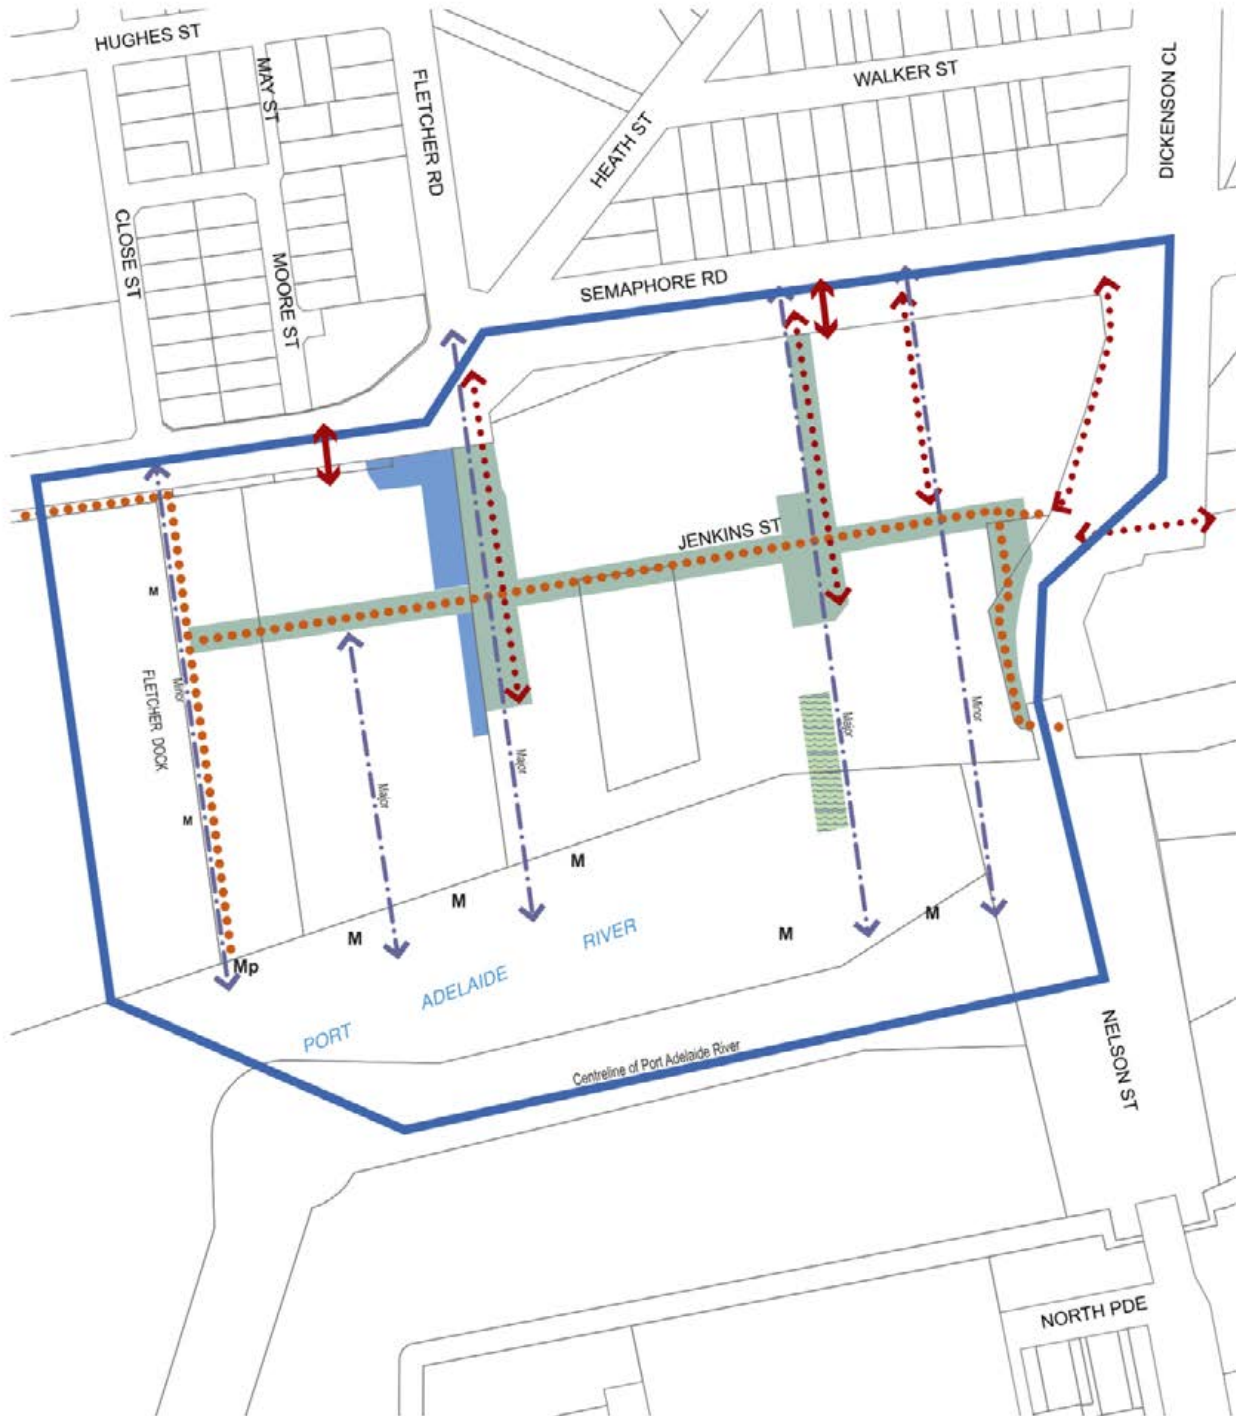 HUGHES ST
MAY ST
FLETCHER RD
WALKER ST
DICKENSON CL
HEATH ST
CLOSE ST
MOORE ST
SEMAPHORE RD
JENKINS ST
M
Minor
FLETCHER DOCK
M
Major
Major
Major
Minor
M
M
M
M
M
Mp
PORT ADELAIDE RIVER
Centreline of Port Adelaide River
NELSON ST
NORTH PDE